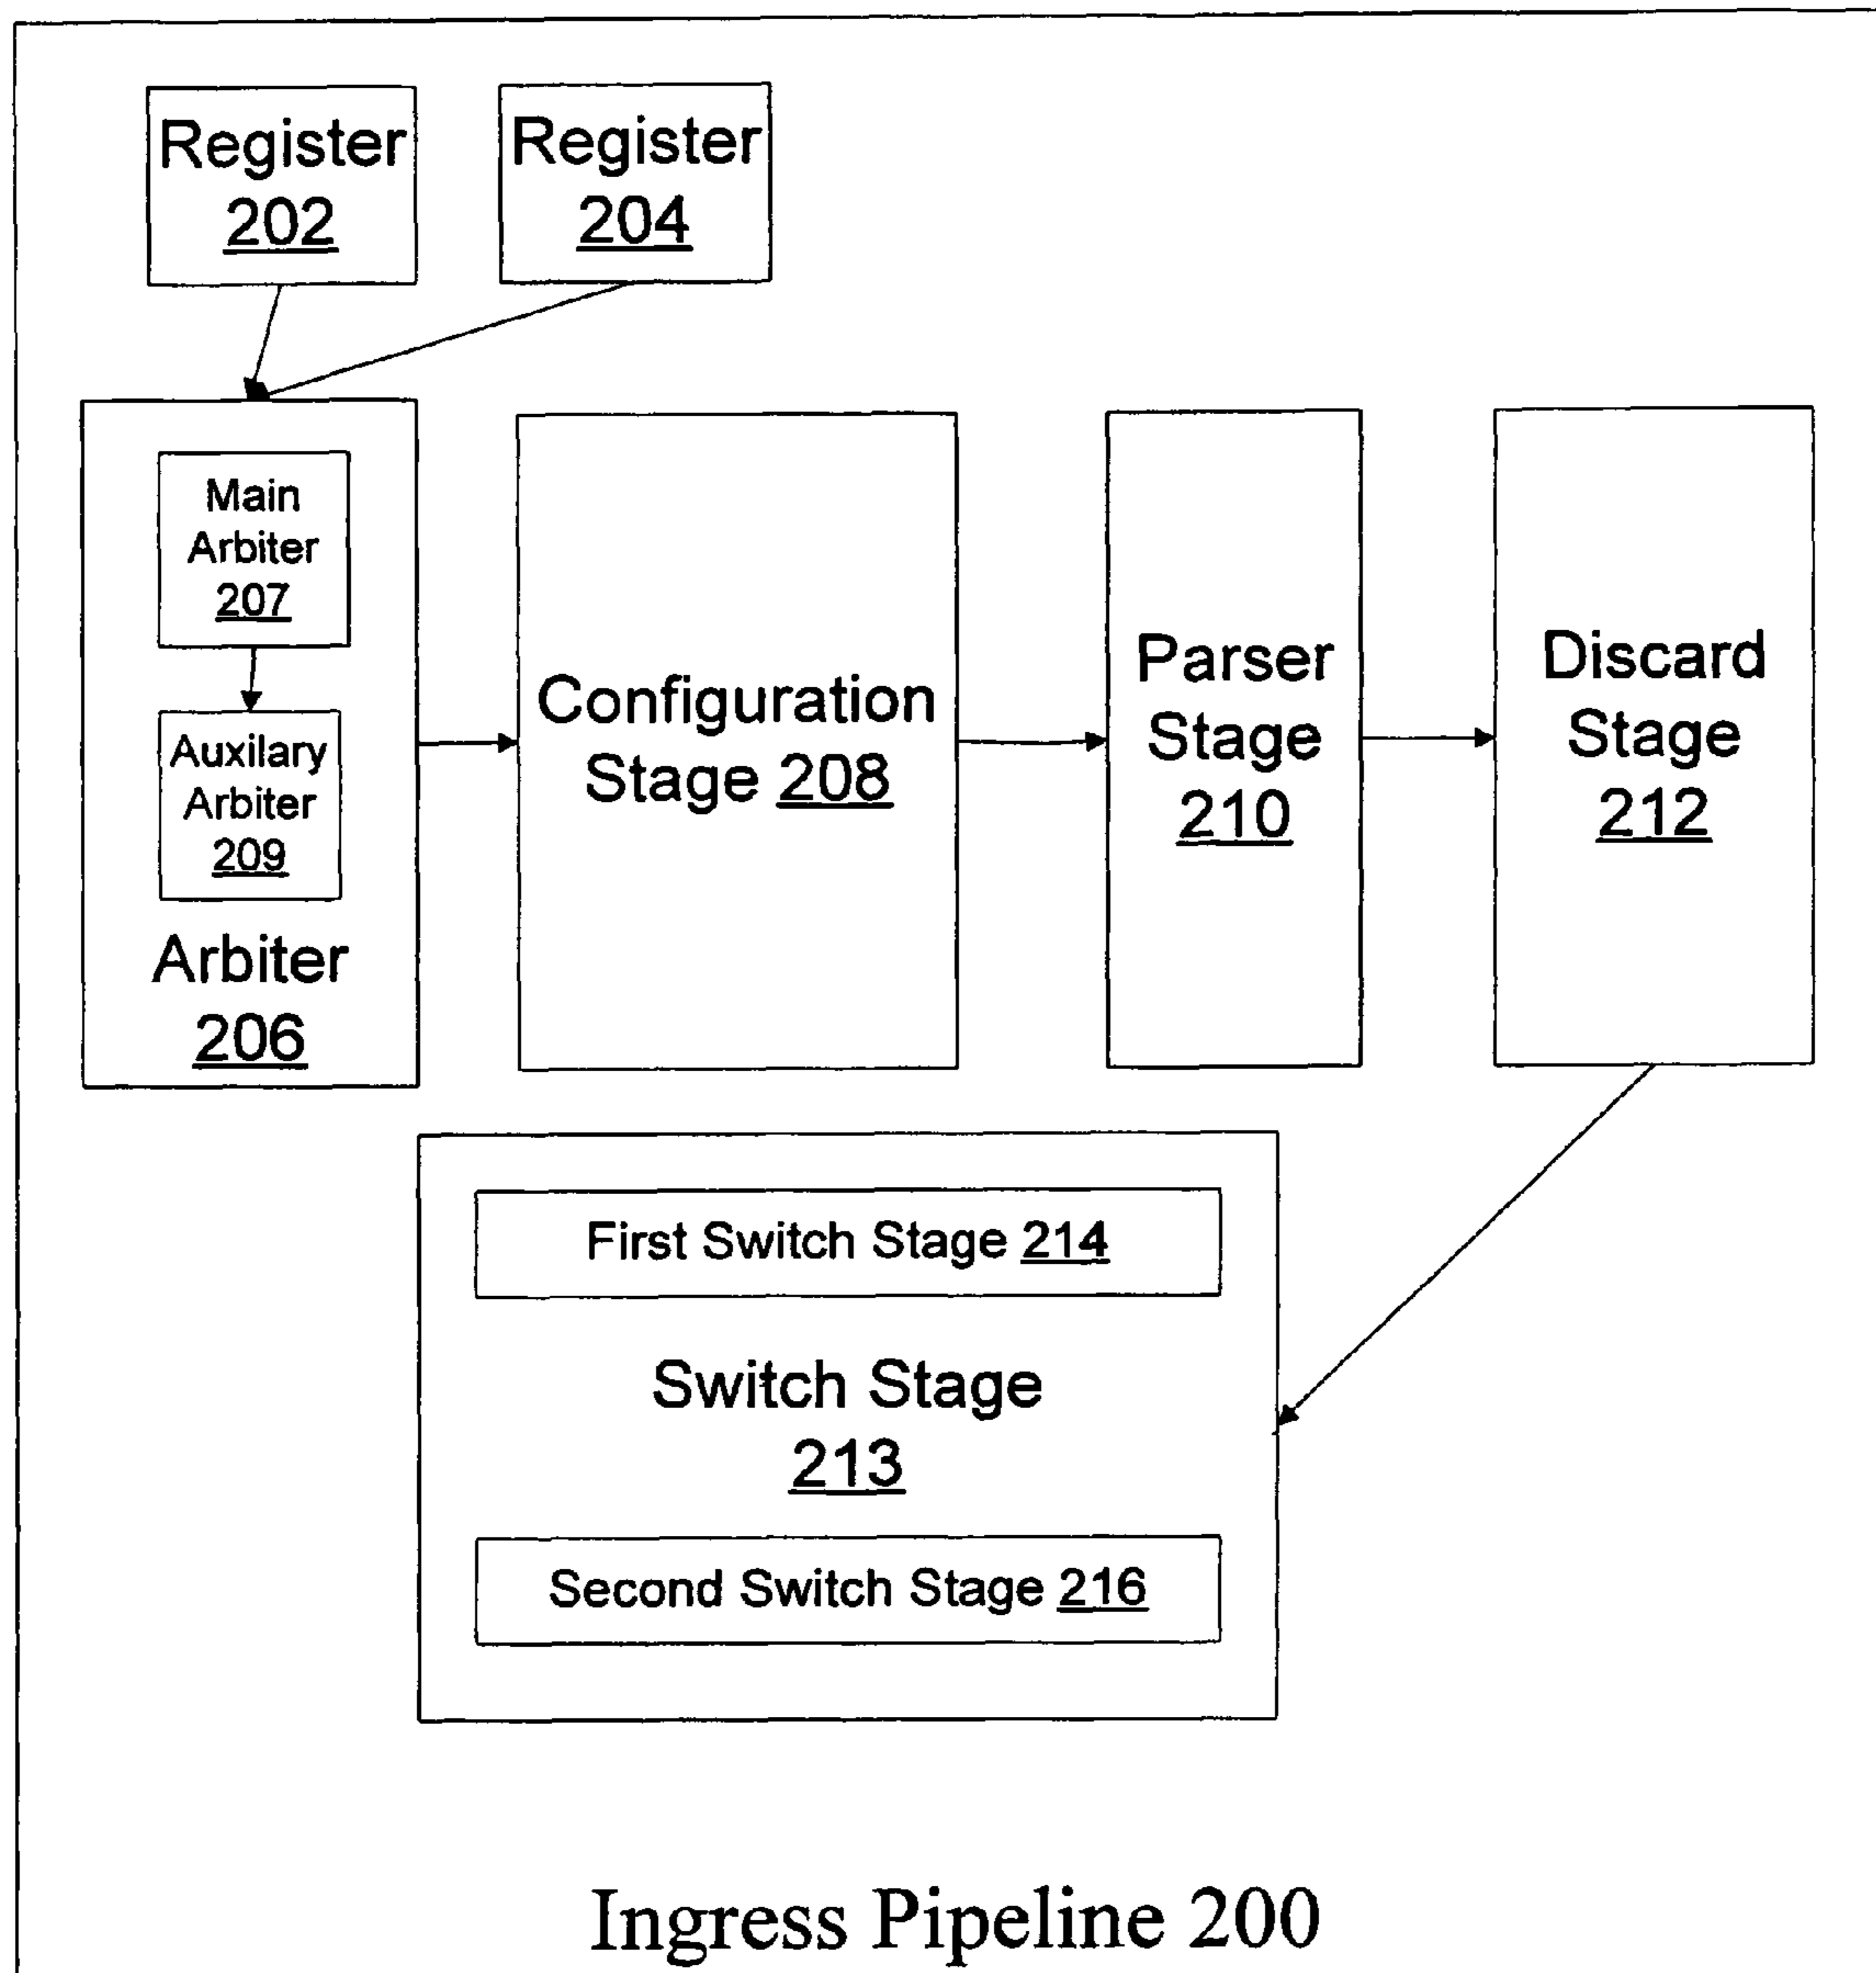 Register
202
Register
204
Main
Arbiter
207
Auxilary
Arbiter
209
Arbiter
206
Configuration
Stage 208
Parser
Stage
210
Discard
Stage
212
First Switch Stage 214
Switch Stage
213
Second Switch Stage 216
Ingress Pipeline 200